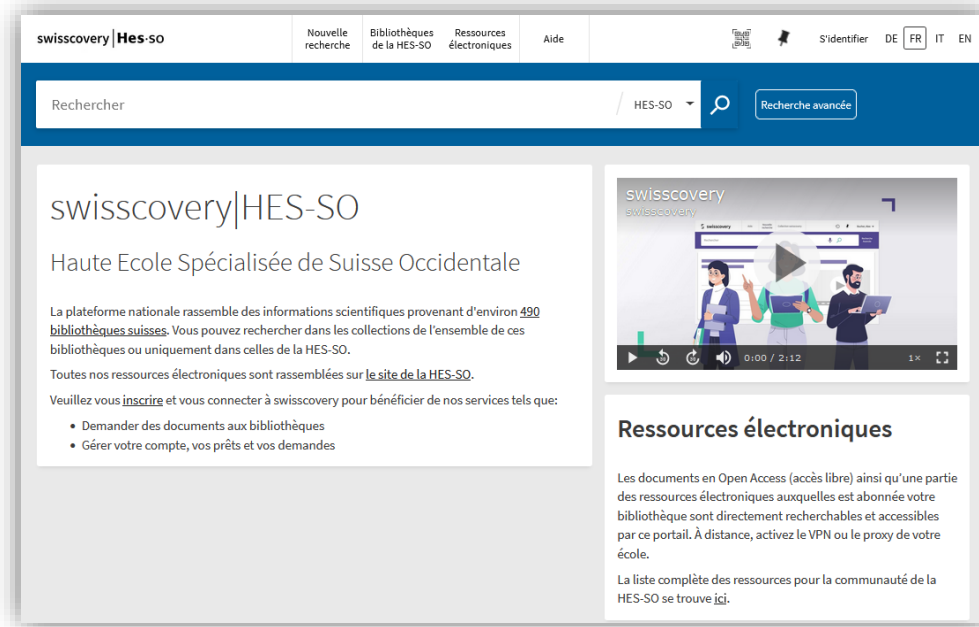 swisscovery|Hes·so
Nouvelle
recherche
Bibliothèques
de la HES-SO
Ressources
électroniques
Aide
S'identifier
DE FR IT EN
Rechercher
HES-SO
Recherche avancée
swisscovery|HES-SO
Haute Ecole Spécialisée de Suisse Occidentale
La plateforme nationale rassemble des informations scientifiques provenant d'environ 490
bibliothèques suisses. Vous pouvez rechercher dans les collections de l'ensemble de ces
bibliothèques ou uniquement dans celles de la HES-SO.
Toutes nos ressources électroniques sont rassemblées sur le site de la HES-SO.
Veuillez vous inscrire et vous connecter à swisscovery pour bénéficier de nos services tels que:
• Demander des documents aux bibliothèques
• Gérer votre compte, vos prêts et vos demandes
swisscovery
swisscovery
0:00 / 2:12
1×
Ressources électroniques
Les documents en Open Access (accès libre) ainsi qu'une partie
des ressources électroniques auxquelles est abonnée votre
bibliothèque sont directement recherchables et accessibles
par ce portail. À distance, activez le VPN ou le proxy de votre
école.
La liste complète des ressources pour la communauté de la
HES-SO se trouve ici.